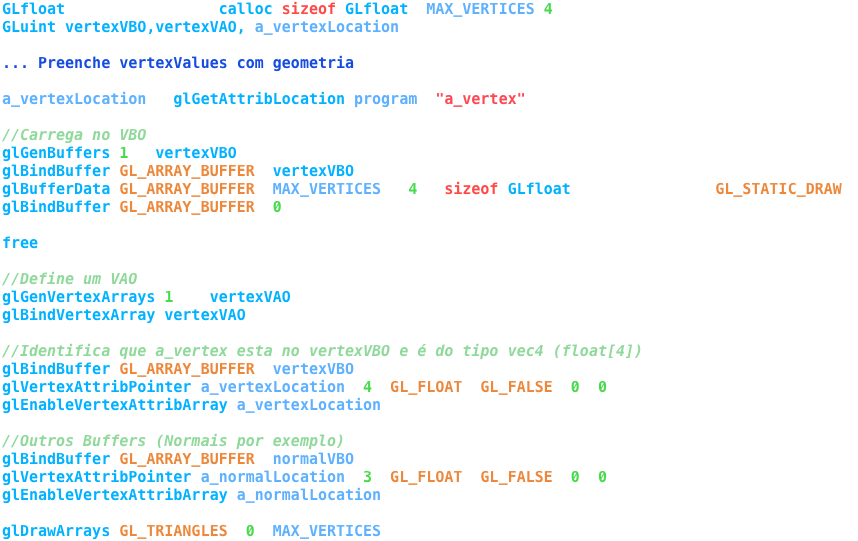 GLfloat calloc sizeof GLfloat MAX_VERTICES 4
GLuint vertexVBO,vertexVAO, a_vertexLocation
... Preenche vertexValues com geometria
a_vertexLocation glGetAttribLocation program "a_vertex"
//Carrega no VBO
glGenBuffers 1 vertexVBO
glBindBuffer GL_ARRAY_BUFFER vertexVBO
glBufferData GL_ARRAY_BUFFER MAX_VERTICES 4 sizeof GLfloat GL_STATIC_DRAW
glBindBuffer GL_ARRAY_BUFFER 0
free
//Define um VAO
glGenVertexArrays 1 vertexVAO
glBindVertexArray vertexVAO
//Identifica que a_vertex esta no vertexVBO e é do tipo vec4 (float[4])
glBindBuffer GL_ARRAY_BUFFER vertexVBO
glVertexAttribPointer a_vertexLocation 4 GL_FLOAT GL_FALSE 0 0
glEnableVertexAttribArray a_vertexLocation
//Outros Buffers (Normais por exemplo)
glBindBuffer GL_ARRAY_BUFFER normalVBO
glVertexAttribPointer a_normalLocation 3 GL_FLOAT GL_FALSE 0 0
glEnableVertexAttribArray a_normalLocation
glDrawArrays GL_TRIANGLES 0 MAX_VERTICES